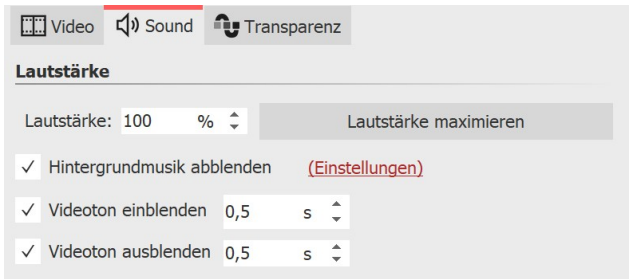 Video Sound Transparenz
Lautstärke
Lautstärke: 100 % Lautstärke maximieren
Hintergrundmusik abblenden (Einstellungen)
Videoton einblenden 0,5 s
Videoton ausblenden 0,5 s